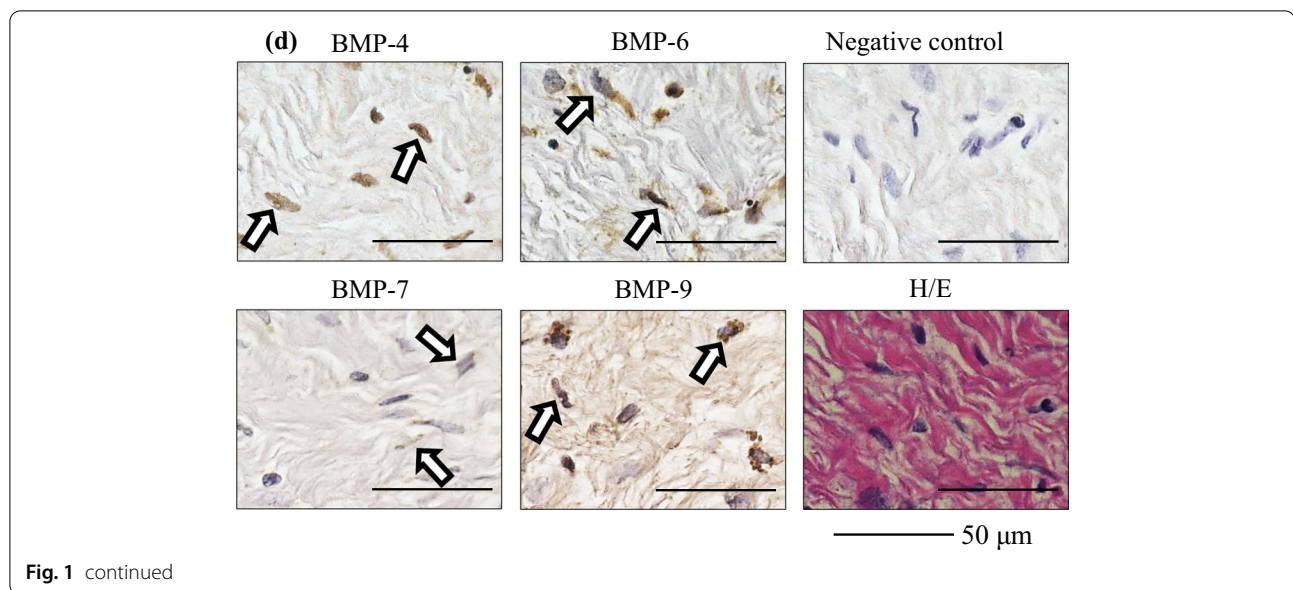 (d) BMP-4 BMP-6 Negative control
BMP-7 BMP-9 H/E
50 μm
Fig. 1 continued